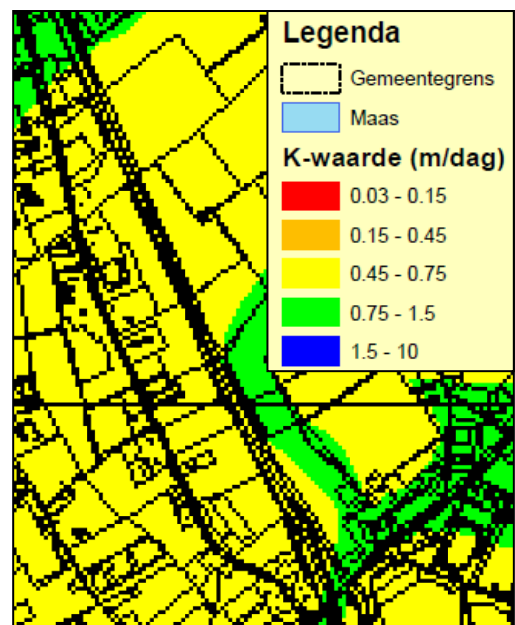 Legenda
Gemeentegrens
Maas
K-waarde (m/dag)
0.03 - 0.15
0.15 - 0.45
0.45 - 0.75
0.75 - 1.5
1.5 - 10